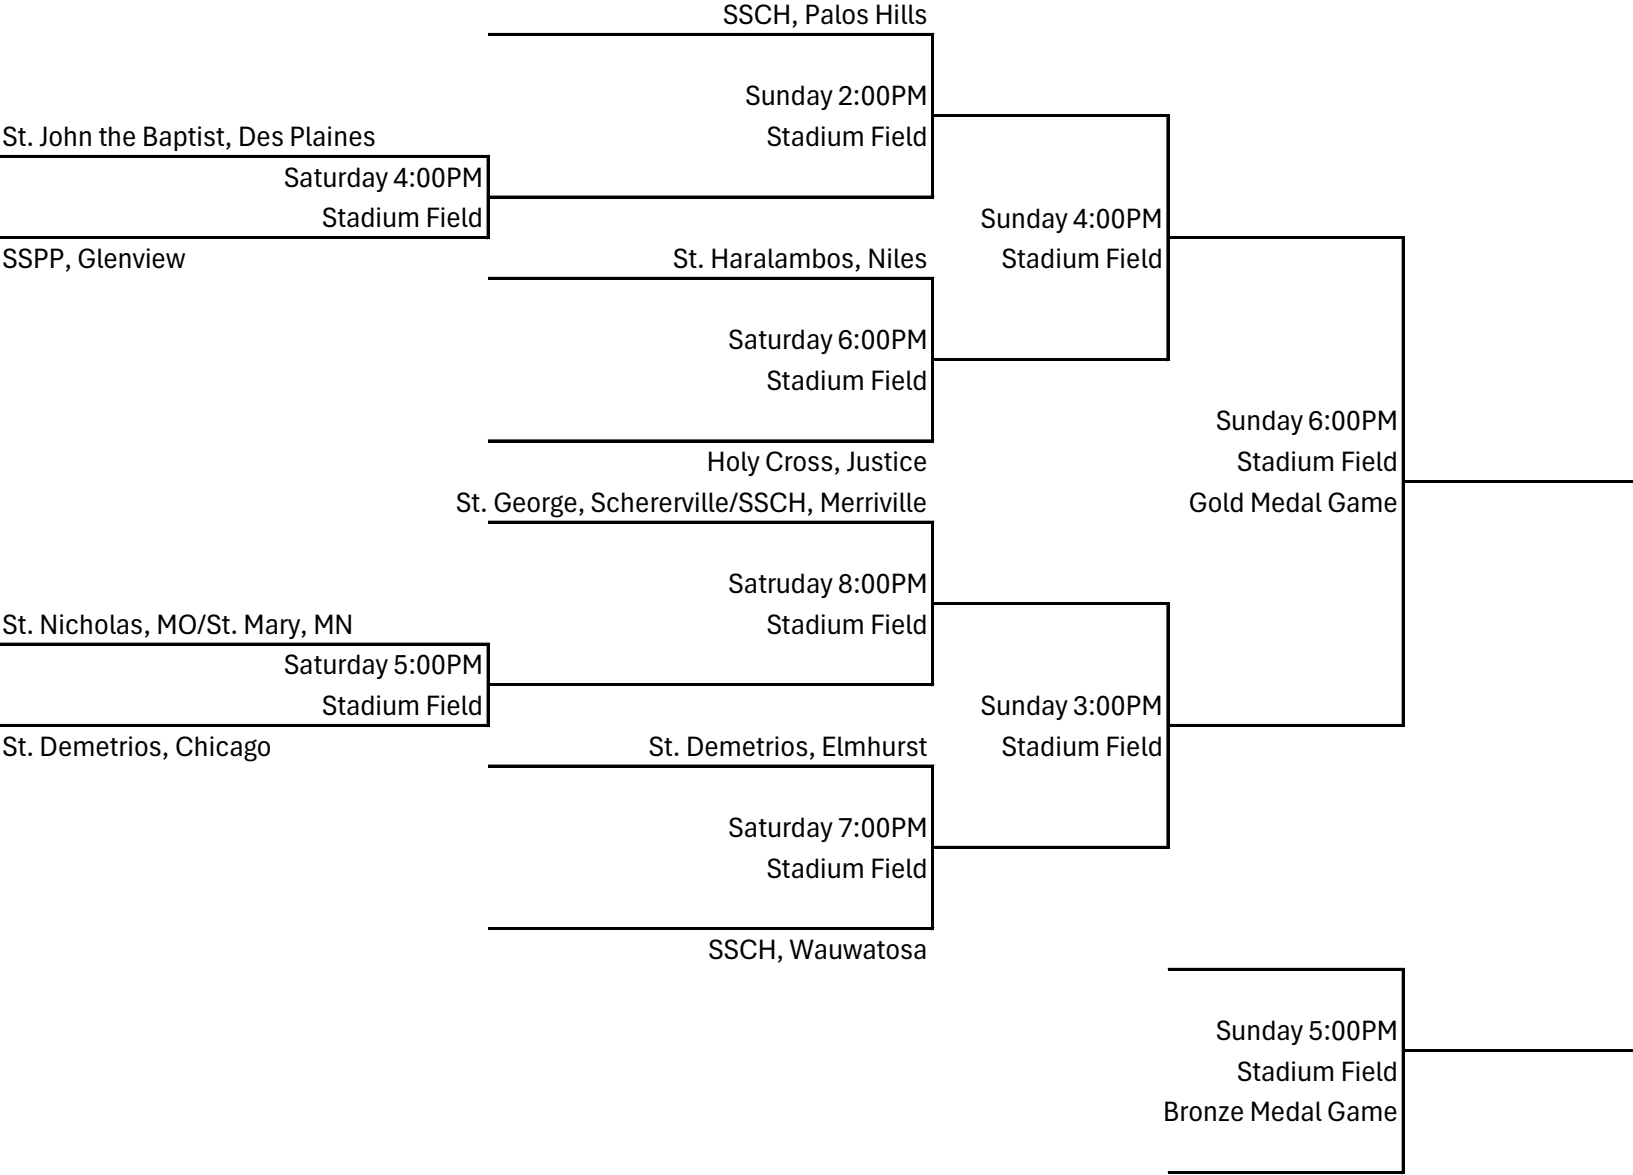 SSCH, Palos Hills
Sunday 2:00PM
Stadium Field
St. John the Baptist, Des Plaines
Saturday 4:00PM
Stadium Field
SSPP, Glenview
Sunday 4:00PM
Stadium Field
St. Haralambos, Niles
Saturday 6:00PM
Stadium Field
Holy Cross, Justice
Sunday 6:00PM
Stadium Field
Gold Medal Game
St. George, Schererville/SSCH, Merriville
Satruday 8:00PM
Stadium Field
St. Nicholas, MO/St. Mary, MN
Saturday 5:00PM
Stadium Field
St. Demetrios, Chicago
Sunday 3:00PM
Stadium Field
St. Demetrios, Elmhurst
Saturday 7:00PM
Stadium Field
SSCH, Wauwatosa
Sunday 5:00PM
Stadium Field
Bronze Medal Game